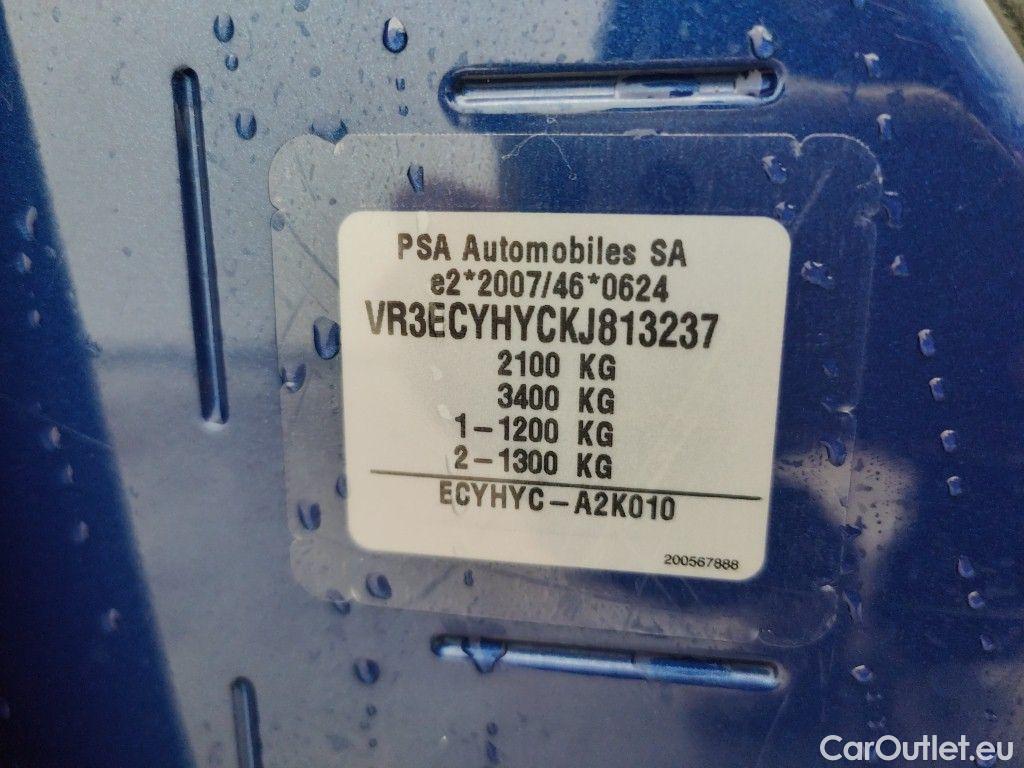 PSA Automobiles SA
e2*2007/46*0624
VR3ECYHYCKJ813237
2100 KG
3400 KG
1-1200 KG
2-1300 KG
ECYHYC-A2K010
200567888
CarOutlet.eu